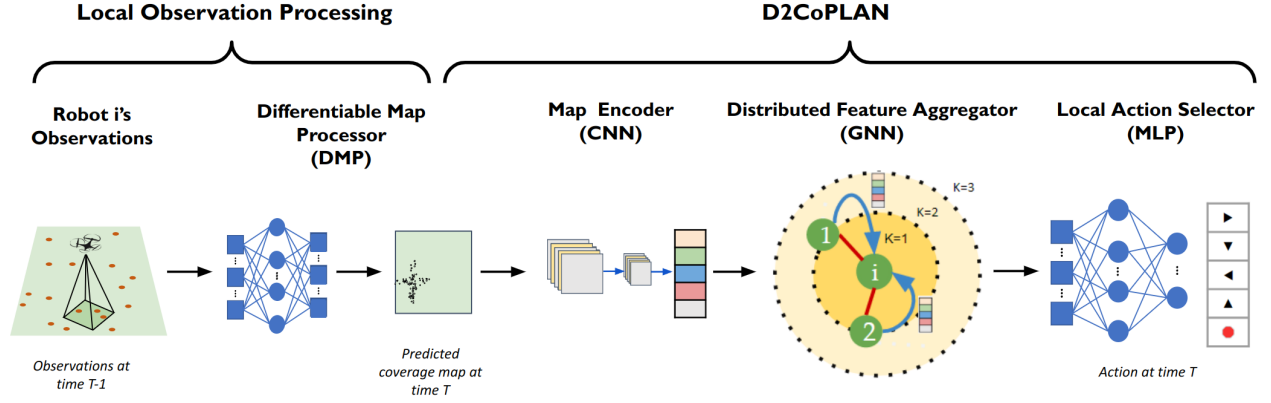 Local Observation Processing
D2CoPLAN
Robot i's
Observations
Differentiable Map
Processor
(DMP)
Map Encoder
(CNN)
Distributed Feature Aggregator
(GNN)
Local Action Selector
(MLP)
K=3
K=2
K=1
1
i
2
Observations at
time T-1
Predicted
coverage map at
time T
Action at time T